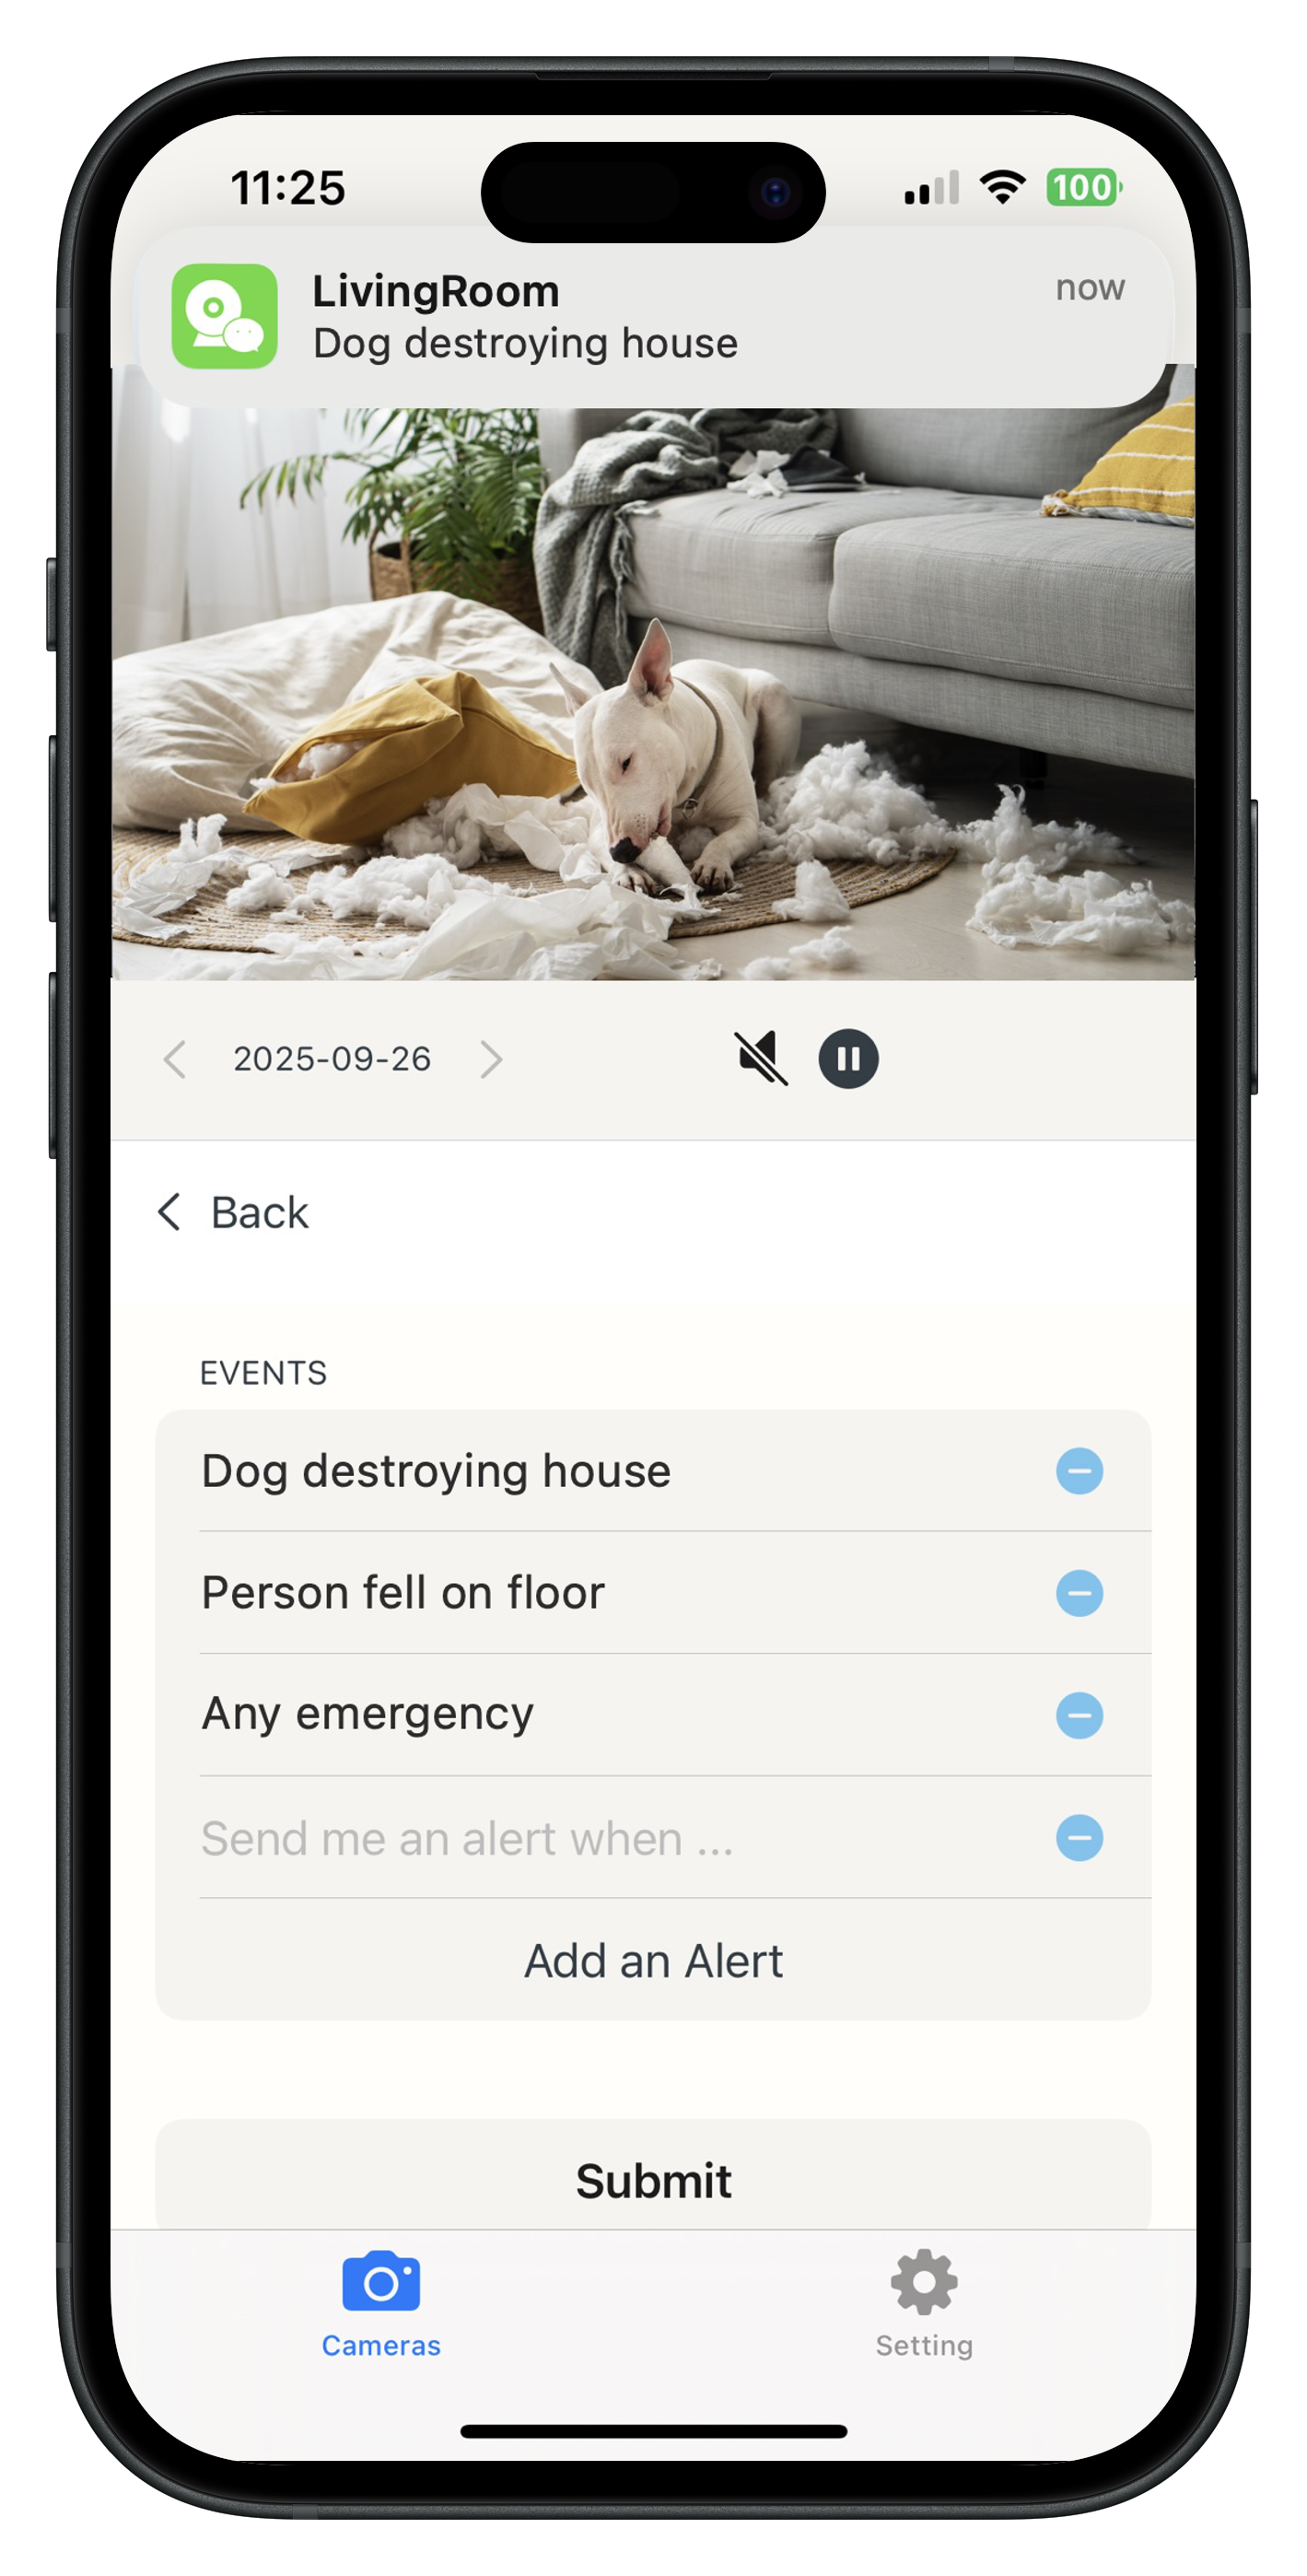 11:25
100
LivingRoom
now
Dog destroying house
2025-09-26
Back
EVENTS
Dog destroying house
Person fell on floor
Any emergency
Send me an alert when ...
Add an Alert
Submit
Cameras
Setting